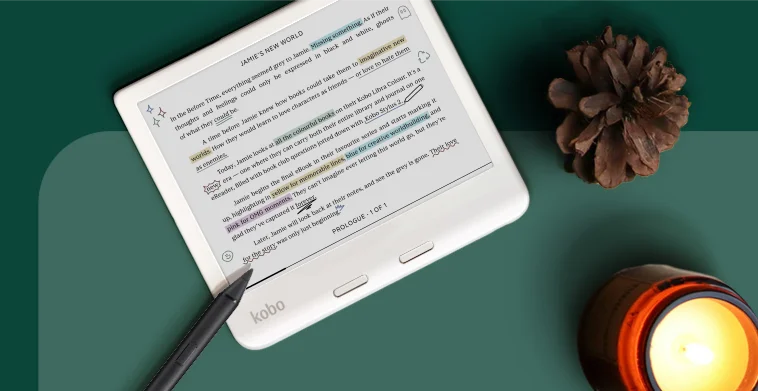 JAMIE'S NEW WORLD
In the Before Time, everything seemed grey to Jamie. Missing something. As if their
thoughts and feelings could only be expressed in black and white, ghosts
of what they could be.
A time before Jamie knew how books could take them to imaginative new
worlds. How they would learn to love characters as friends — or love to hate them
as enemies.
Today, Jamie looks at all the colourful books on their Kobo Libra Colour. It's a
new era — one where they can carry both their entire library and journal on one
eReader, filled with book club questions jotted down with Kobo Stylus 2.
Jamie begins the final eBook in their favourite series and starts marking it
up, highlighting in yellow for memorable lines, blue for creative worldbuilding, and
pink for OMG moments. They can't imagine ever letting this world go, but they're
glad they've captured it forever.
Later, Jamie will look back at their notes, and see the grey is gone. Their love
for the story was only just beginning.
PROLOGUE · 1 OF 1
kobo